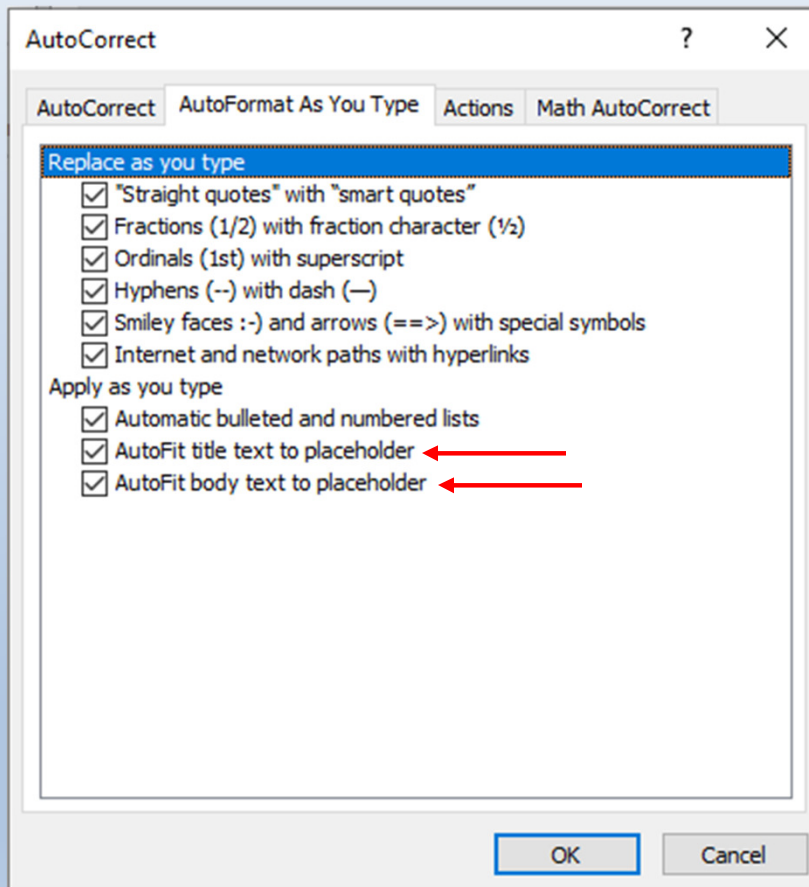 AutoCorrect ?
AutoCorrect AutoFormat As You Type Actions Math AutoCorrect
Replace as you type
"Straight quotes" with “smart quotes”
Fractions (1/2) with fraction character (½)
Ordinals (1st) with superscript
Hyphens (--) with dash (—)
Smiley faces :-) and arrows (==>) with special symbols
Internet and network paths with hyperlinks
Apply as you type
Automatic bulleted and numbered lists
AutoFit title text to placeholder
AutoFit body text to placeholder
OK Cancel